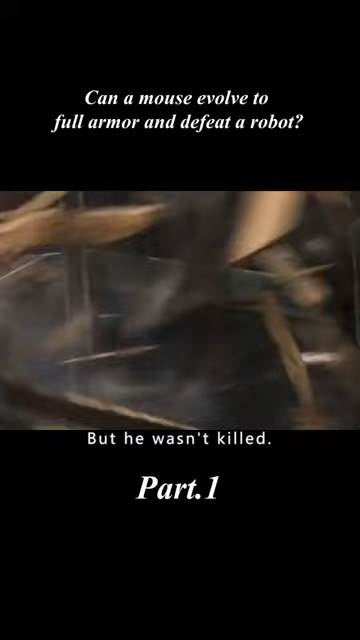 Can a mouse evolve to
full armor and defeat a robot?
But he wasn't killed.
Part.1